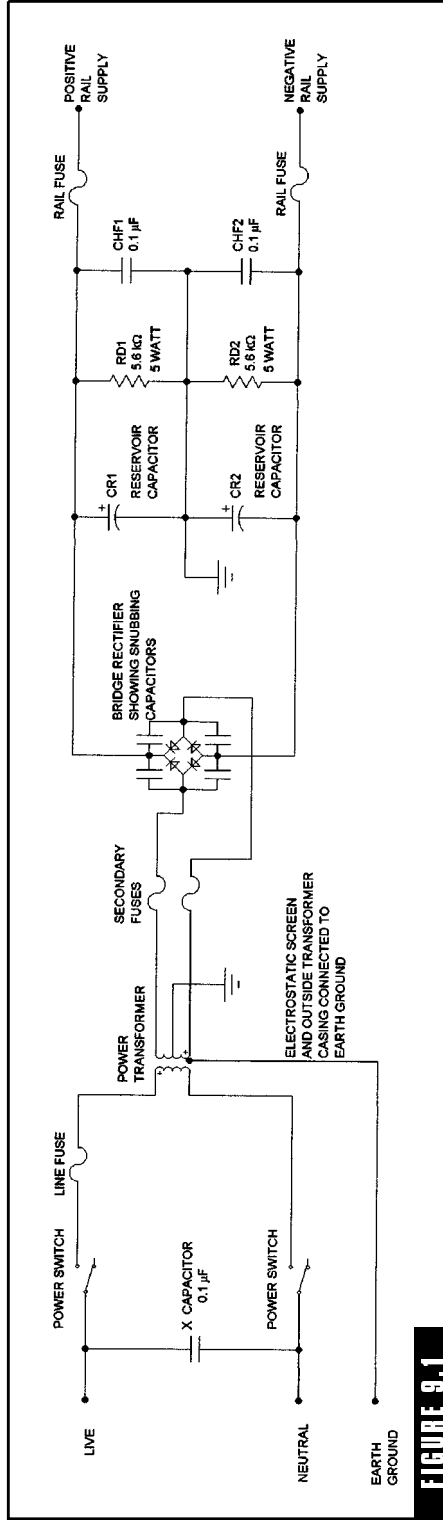 LIVE
NEUTRAL
EARTH
GROUND
POWER SWITCH
X CAPACITOR
0.1 µF
POWER SWITCH
LINE FUSE
POWER
TRANSFORMER
+
+
SECONDARY
FUSES
ELECTROSTATIC SCREEN
AND OUTSIDE TRANSFORMER
CASING CONNECTED TO
EARTH GROUND
BRIDGE RECTIFIER
SHOWING SNUBBING
CAPACITORS
+
CR1
RESERVOIR
CAPACITOR
+
CR2
RESERVOIR
CAPACITOR
RD1
5.6 kΩ
5 WATT
RD2
5.6 kΩ
5 WATT
CHF1
0.1 µF
CHF2
0.1 µF
RAIL FUSE
RAIL FUSE
POSITIVE
RAIL
SUPPLY
NEGATIVE
RAIL
SUPPLY
FIGURE 9.1